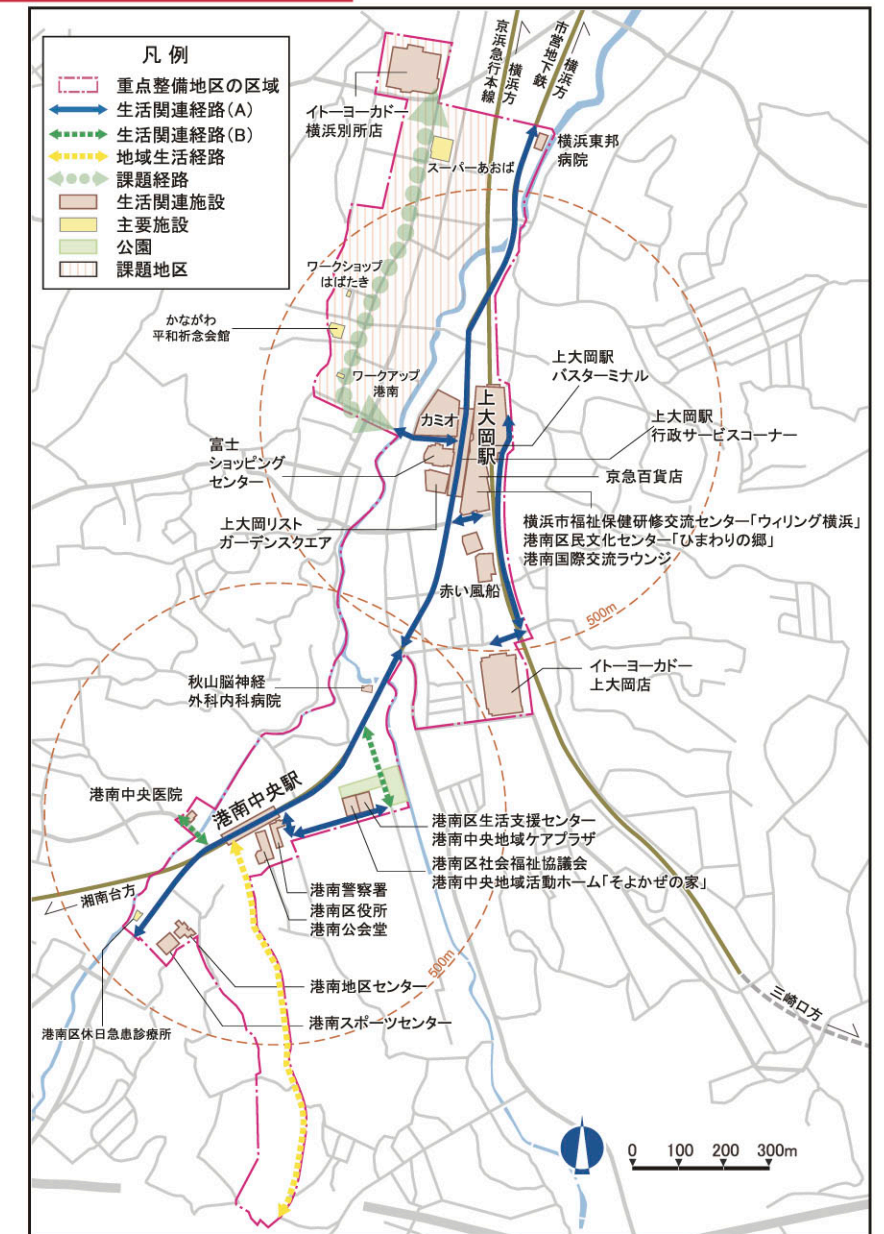 凡例
重点整備地区の区域
生活関連経路(A)
生活関連経路(B)
地域生活経路
課題経路
生活関連施設
主要施設
公園
課題地区
京浜急行本線
横浜方
市営地下鉄
横浜方
イトーヨーカドー
横浜別所店
スーパーあおば
横浜東邦
病院
ワークショップ
はばたき
かながわ
平和祈念会館
ワークアップ
港南
カミオ
上大岡駅
上大岡駅
バスターミナル
上大岡駅
行政サービスコーナー
富士
ショッピング
センター
京急百貨店
上大岡リスト
ガーデンスクエア
横浜市福祉保健研修交流センター「ウィリング横浜」
港南区民文化センター「ひまわりの郷」
港南国際交流ラウンジ
赤い風船
500m
イトーヨーカドー
上大岡店
秋山脳神経
外科内科病院
港南中央医院
港南中央駅
港南区生活支援センター
港南中央地域ケアプラザ
港南区社会福祉協議会
港南中央地域活動ホーム「そよかぜの家」
湘南台方
港南警察署
港南区役所
港南公会堂
500m
港南地区センター
港南スポーツセンター
港南区休日急患診療所
三崎口方
0 100 200 300m